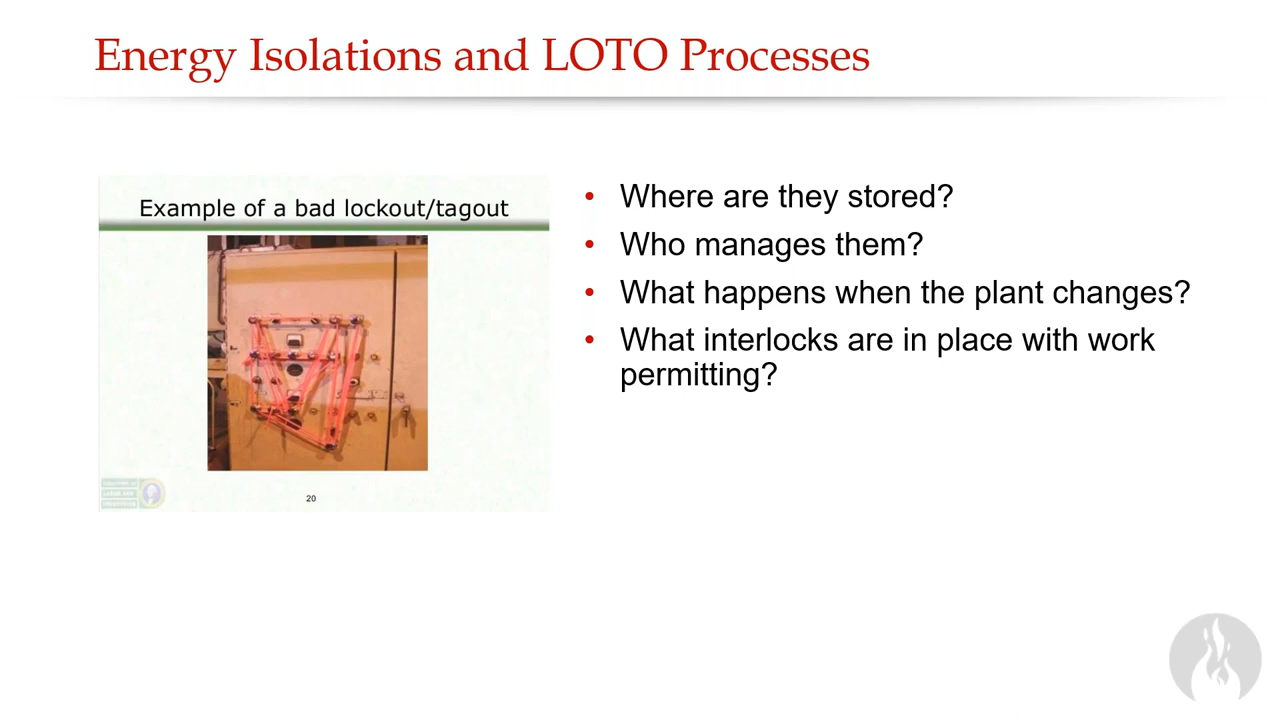 Energy Isolations and LOTO Processes
Example of a bad lockout/tagout
20
• Where are they stored?
• Who manages them?
• What happens when the plant changes?
• What interlocks are in place with work
permitting?